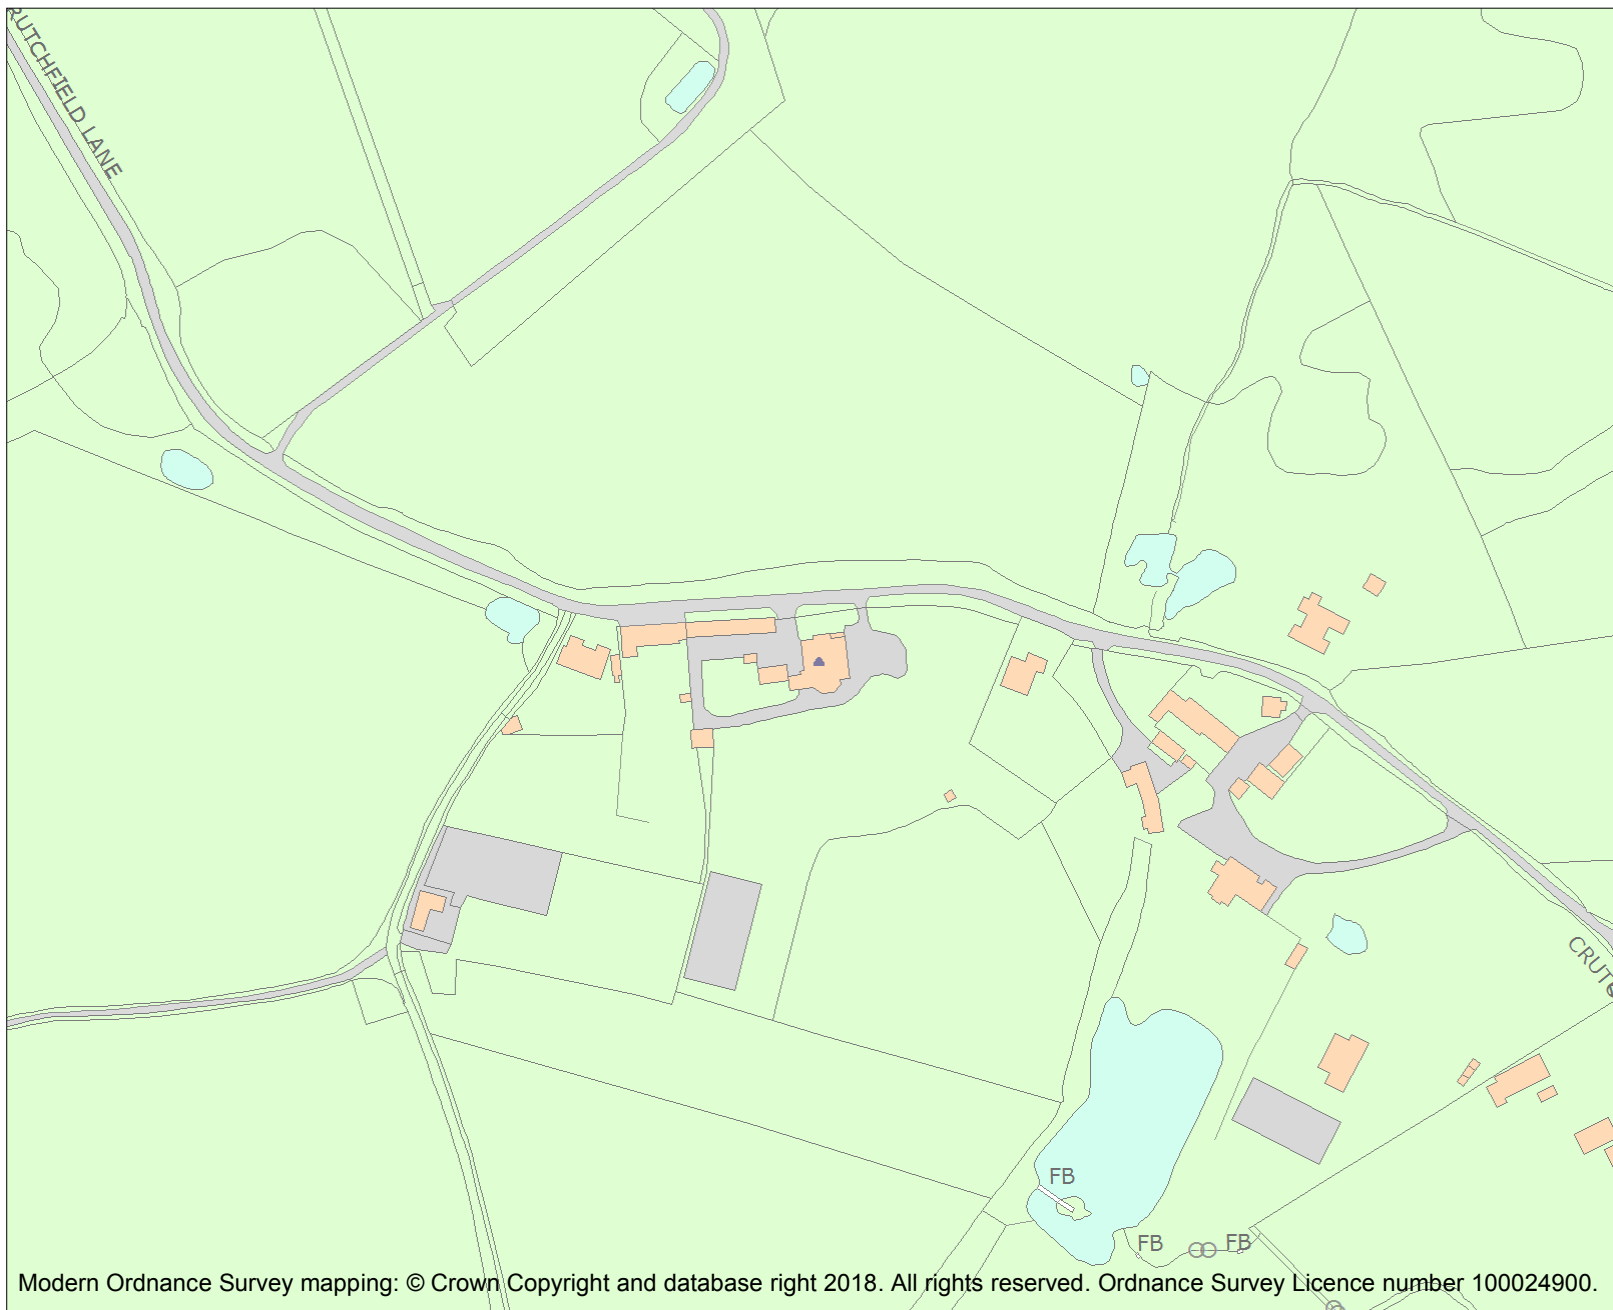 RUTCHFIELD LANE
CRUTC
FB
FB
FB
Modern Ordnance Survey mapping: © Crown Copyright and database right 2018. All rights reserved. Ordnance Survey Licence number 100024900.